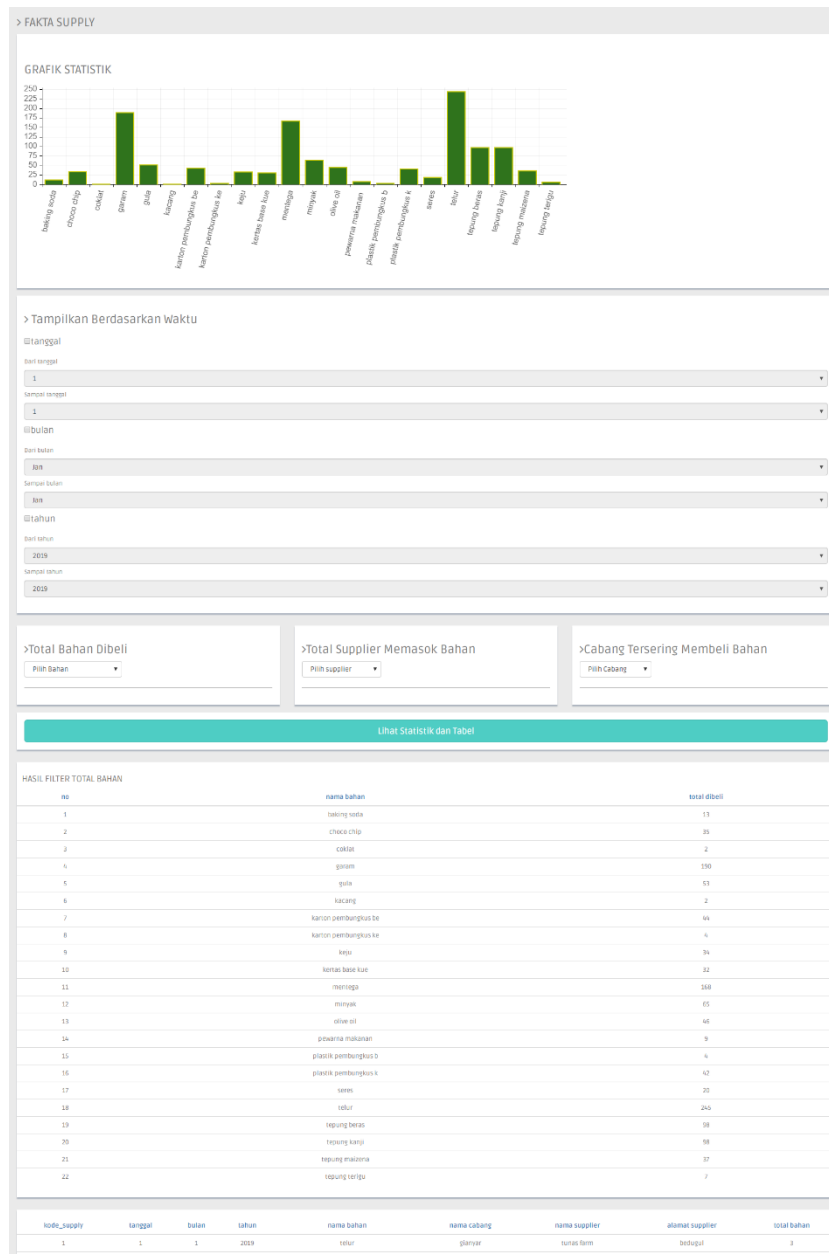 > FAKTA SUPPLY
GRAFIK STATISTIK
250
225
200
175
150
125
100
75
50
25
0
baking soda
choco chip
coklat
garam
gula
kacang
karton pembungkus be
karton pembungkus ke
keju
kertas base kue
mentega
minyak
olive oil
pewarna makanan
plastik pembungkus b
plastik pembungkus k
seres
telur
tepung beras
tepung kanji
tepung maizena
tepung terigu
> Tampilkan Berdasarkan Waktu
tanggal
Dari tanggal
1
Sampai tanggal
1
bulan
Dari bulan
Jan
Sampai bulan
Jan
tahun
Dari tahun
2019
Sampai tahun
2019
>Total Bahan Dibeli
Pilih Bahan
>Total Supplier Memasok Bahan
Pilih supplier
>Cabang Tersering Membeli Bahan
Pilih Cabang
Lihat Statistik dan Tabel
HASIL FILTER TOTAL BAHAN
no nama bahan total dibeli
1 baking soda 13
2 choco chip 35
3 coklat 2
4 garam 190
5 gula 53
6 kacang 2
7 karton pembungkus be 44
8 karton pembungkus ke 4
9 keju 34
10 kertas base kue 32
11 mentega 168
12 minyak 65
13 olive oil 46
14 pewarna makanan 9
15 plastik pembungkus b 4
16 plastik pembungkus k 42
17 seres 20
18 telur 245
19 tepung beras 98
20 tepung kanji 98
21 tepung maizena 37
22 tepung terigu 7
kode_supply tanggal bulan tahun nama bahan nama cabang nama supplier alamat supplier total bahan
1 1 1 2019 telur gianyar sunas farm bedugul 3